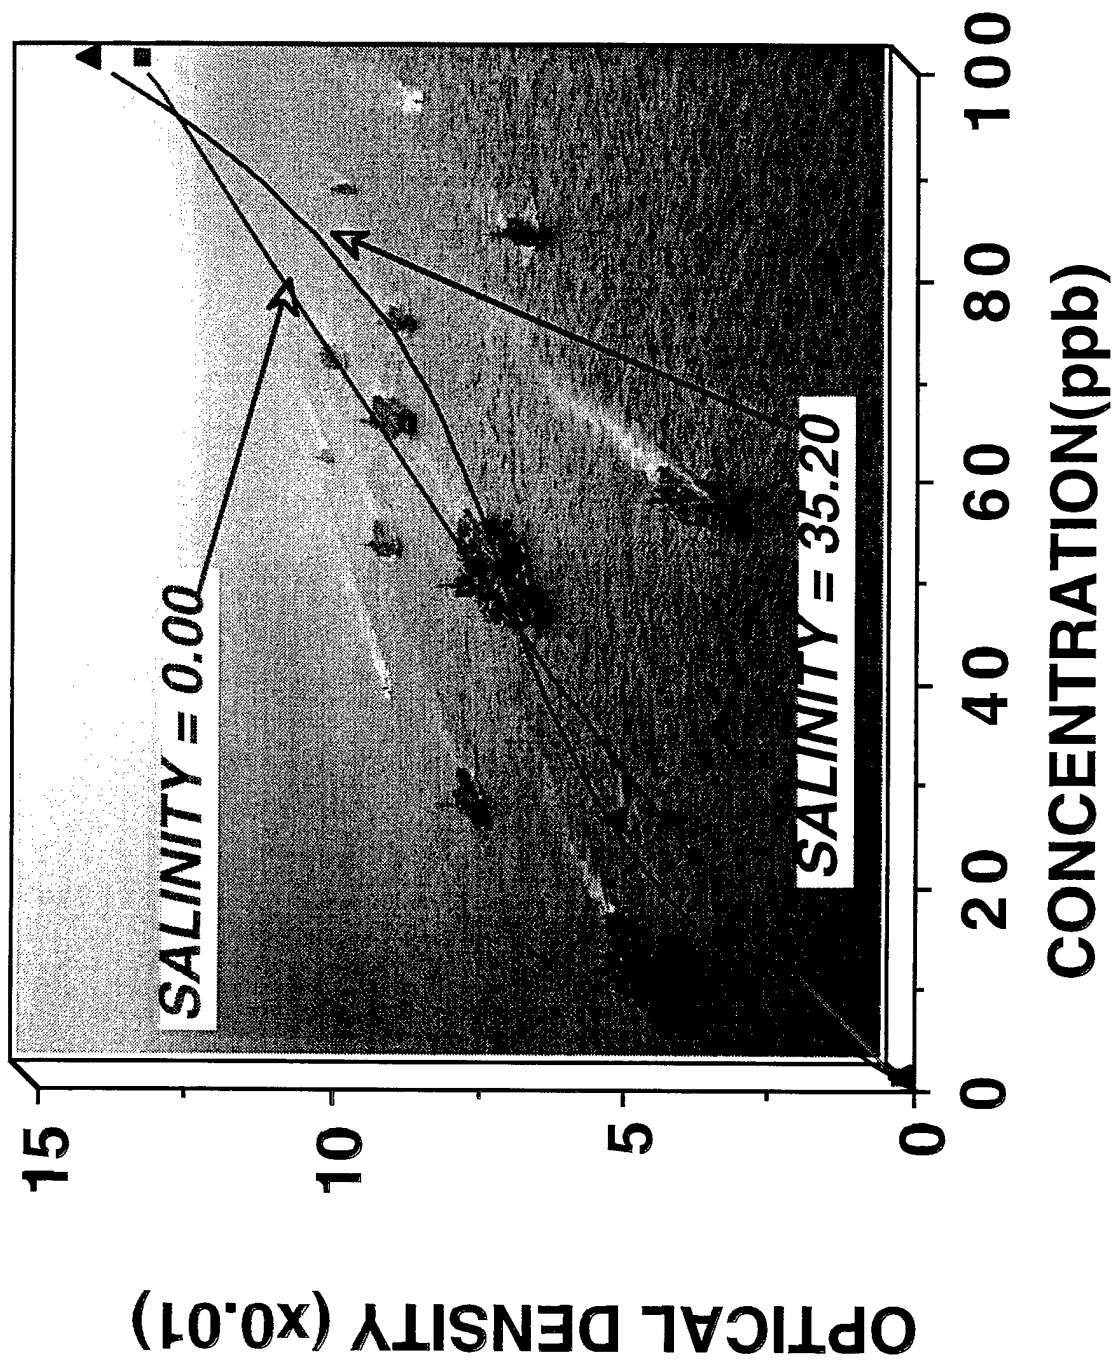 OPTICAL DENSITY (x0.01)
15
10
5
0
SALINITY = 0.00
SALINITY = 35.20
0 20 40 60 80 100
CONCENTRATION(ppb)